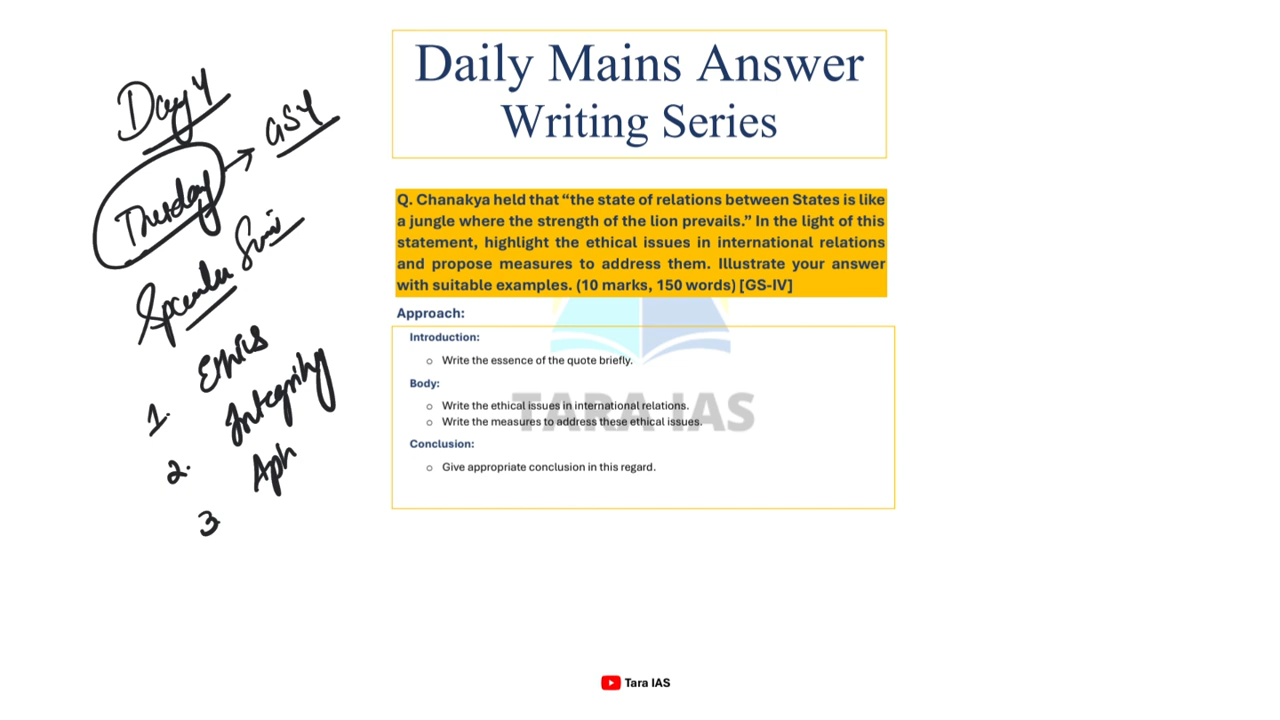 Daily Mains Answer
Writing Series
Day 4
GS4
Thursday
1. Ethics
2. Integrity
3 Aph
Q. Chanakya held that “the state of relations between States is like
a jungle where the strength of the lion prevails.” In the light of this
statement, highlight the ethical issues in international relations
and propose measures to address them. Illustrate your answer
with suitable examples. (10 marks, 150 words) [GS-IV]
Approach:
Introduction:
o Write the essence of the quote briefly.
Body:
o Write the ethical issues in international relations.
o Write the measures to address these ethical issues.
Conclusion:
o Give appropriate conclusion in this regard.
TARA IAS
Tara IAS